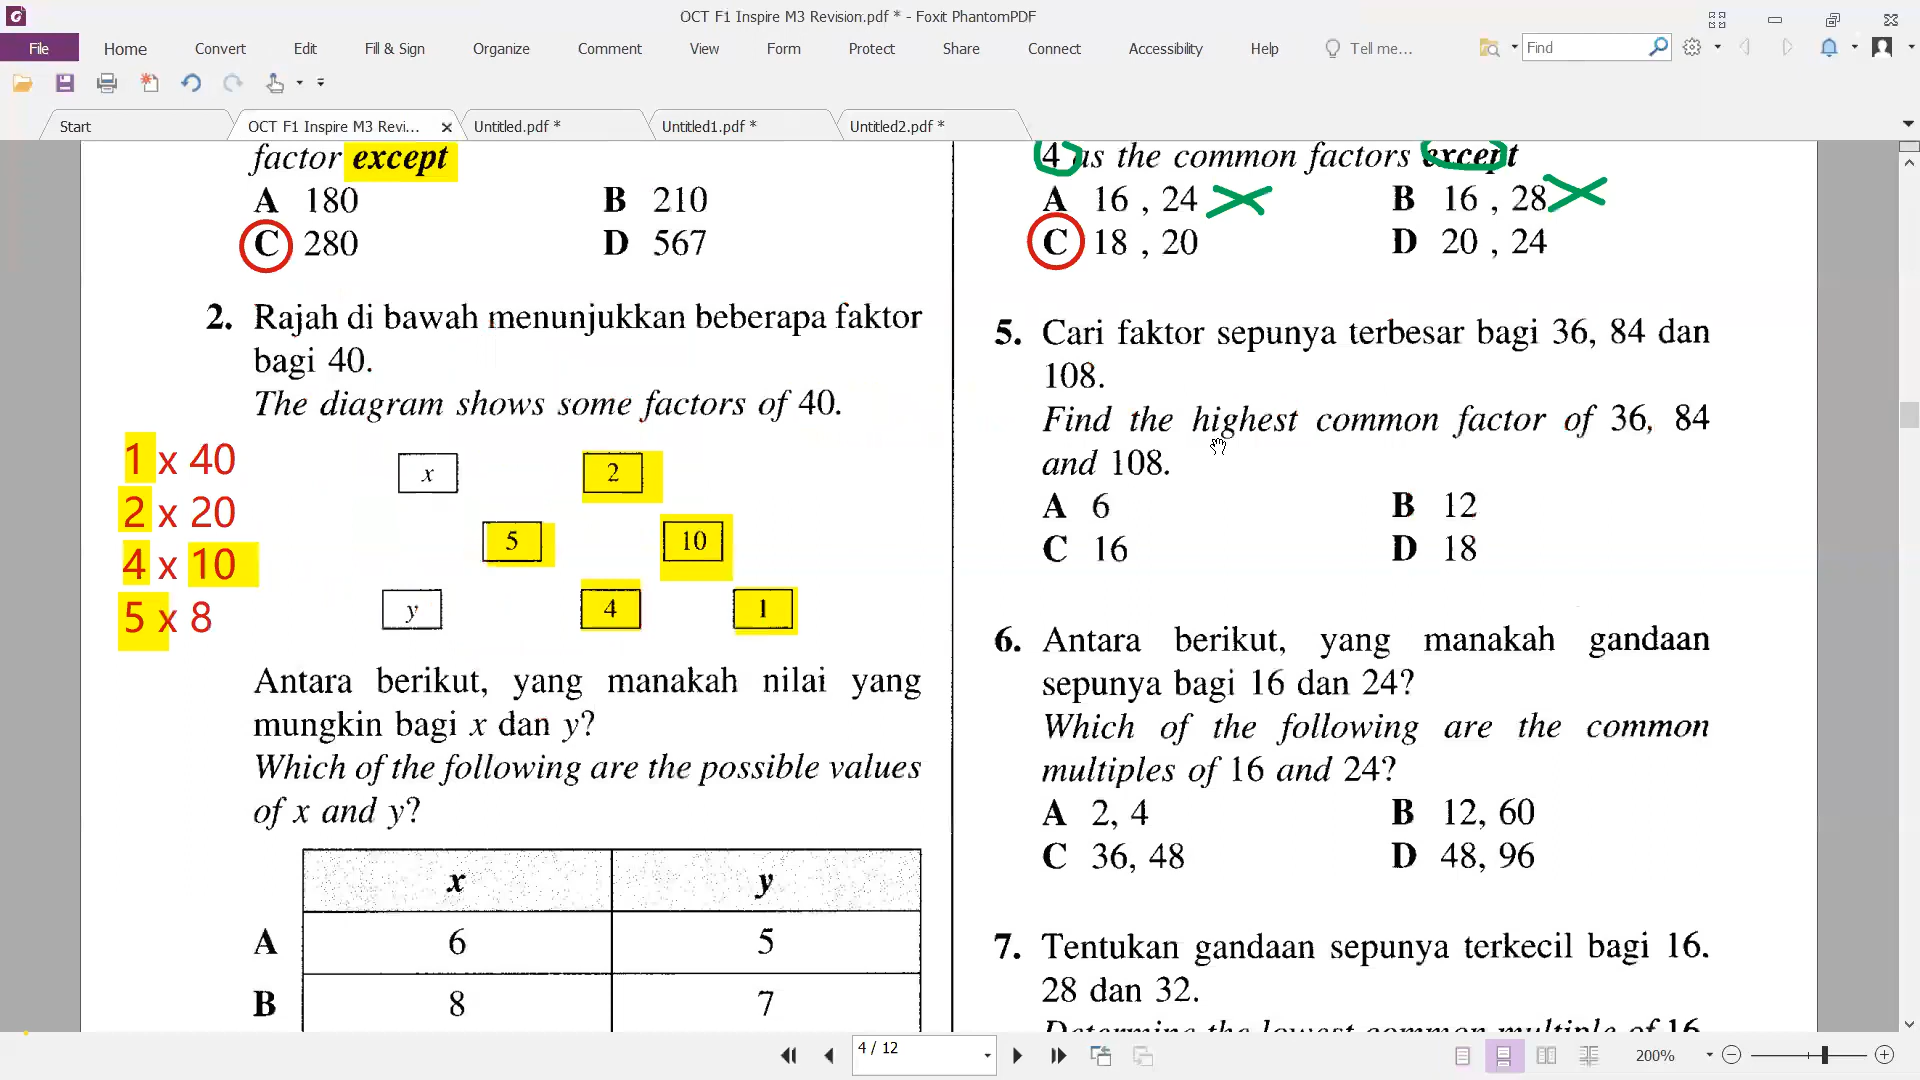 OCT F1 Inspire M3 Revision.pdf * - Foxit PhantomPDF
File Home Convert Edit Fill & Sign Organize Comment View Form Protect Share Connect Accessibility Help Tell me... Find
Start OCT F1 Inspire M3 Revi... Untitled.pdf * Untitled1.pdf * Untitled2.pdf *
factor except
A 180 B 210
C 280 D 567
2. Rajah di bawah menunjukkan beberapa faktor
bagi 40.
The diagram shows some factors of 40.
1 x 40
2 x 20
4 x 10
5 x 8
x 2
5 10
y 4 1
Antara berikut, yang manakah nilai yang
mungkin bagi x dan y?
Which of the following are the possible values
of x and y?
x y
A 6 5
B 8 7
4 as the common factors except
A 16 , 24 B 16 , 28
C 18 , 20 D 20 , 24
5. Cari faktor sepunya terbesar bagi 36, 84 dan
108.
Find the highest common factor of 36, 84
and 108.
A 6 B 12
C 16 D 18
6. Antara berikut, yang manakah gandaan
sepunya bagi 16 dan 24?
Which of the following are the common
multiples of 16 and 24?
A 2, 4 B 12, 60
C 36, 48 D 48, 96
7. Tentukan gandaan sepunya terkecil bagi 16.
28 dan 32.
Determine the lowest common multiple of 16
4 / 12 200%